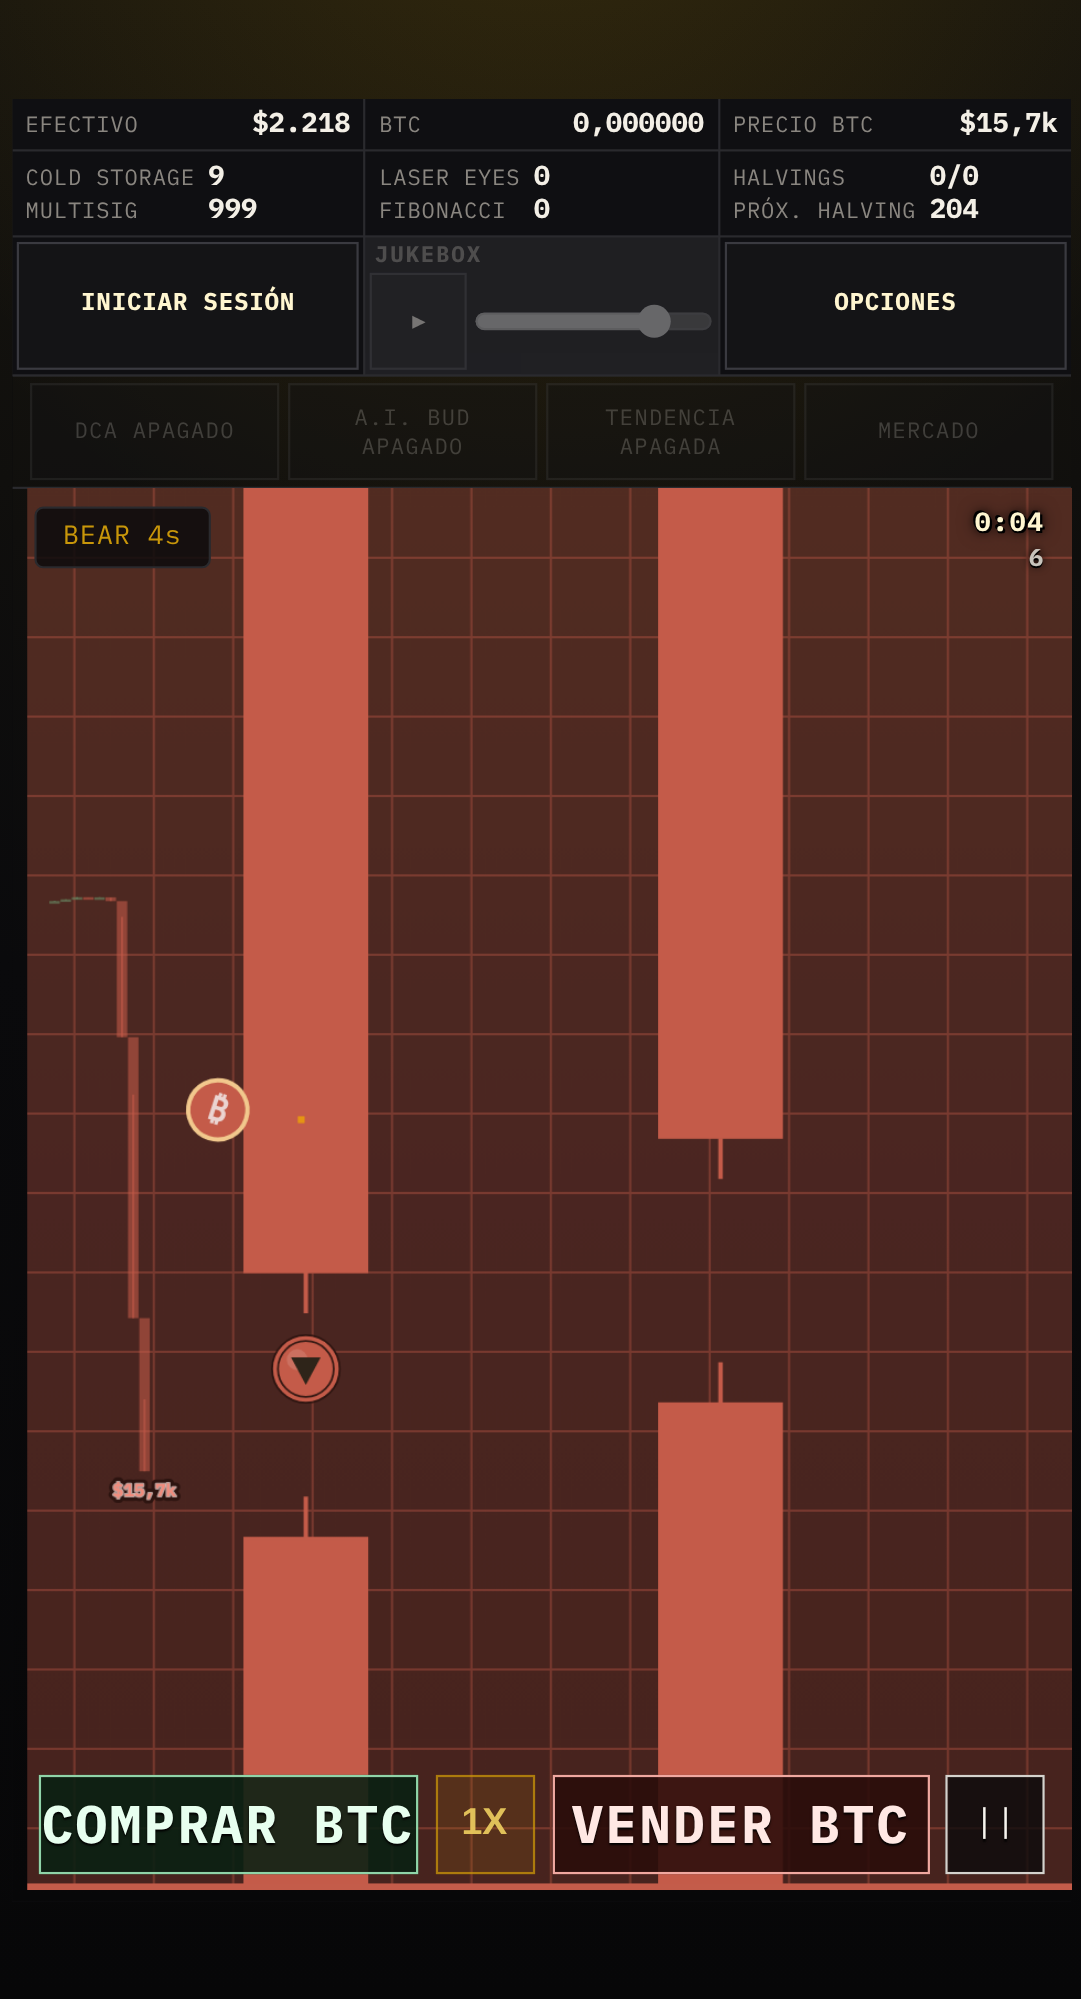 EFECTIVO $2.218 BTC 0,000000 PRECIO BTC $15,7k
COLD STORAGE 9 LASER EYES 0 HALVINGS 0/0
MULTISIG 999 FIBONACCI 0 PRÓX. HALVING 204
JUKEBOX
INICIAR SESIÓN OPCIONES
DCA APAGADO
A.I. BUD
APAGADO
TENDENCIA
APAGADA
MERCADO
BEAR 4s
0:04
6
$15,7k
COMPRAR BTC 1X VENDER BTC